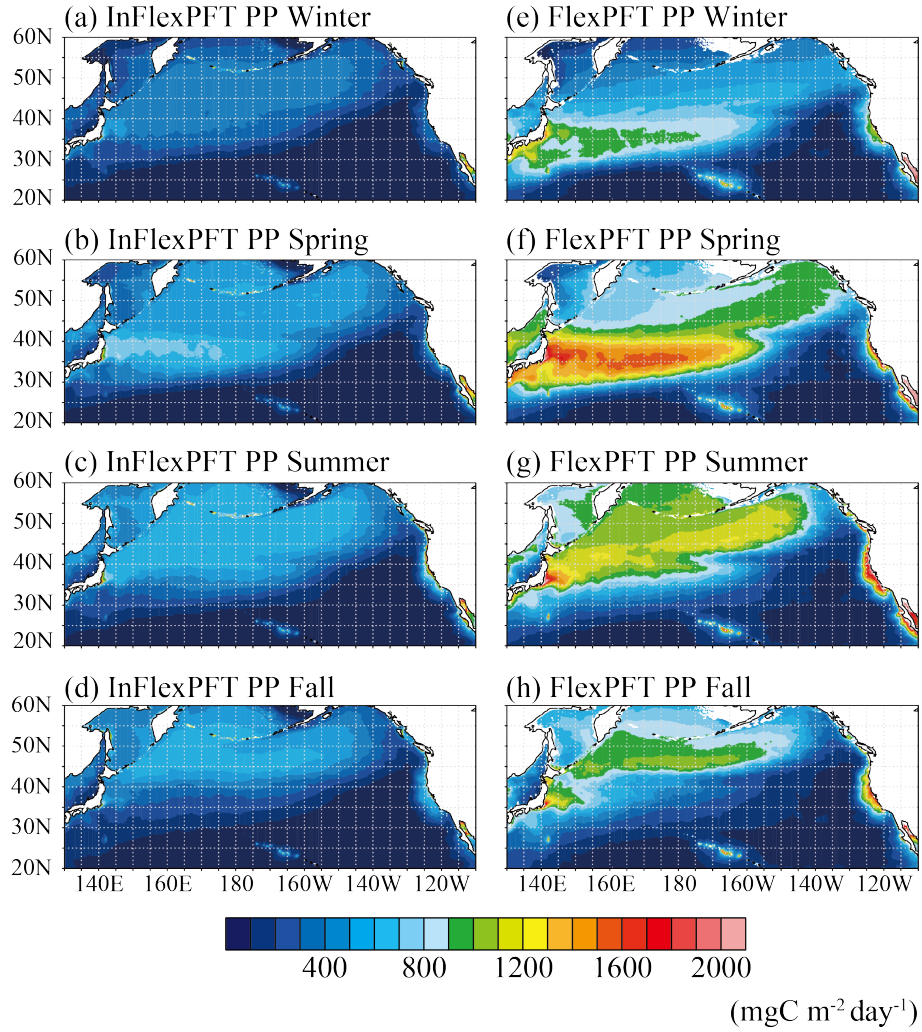 (a) InFlexPFT PP Winter
(e) FlexPFT PP Winter
60N
50N
40N
30N
20N
(b) InFlexPFT PP Spring
(f) FlexPFT PP Spring
60N
50N
40N
30N
20N
(c) InFlexPFT PP Summer
(g) FlexPFT PP Summer
60N
50N
40N
30N
20N
(d) InFlexPFT PP Fall
(h) FlexPFT PP Fall
60N
50N
40N
30N
20N
140E 160E 180 160W 140W 120W
140E 160E 180 160W 140W 120W
400 800 1200 1600 2000
(mgC m⁻² day⁻¹)